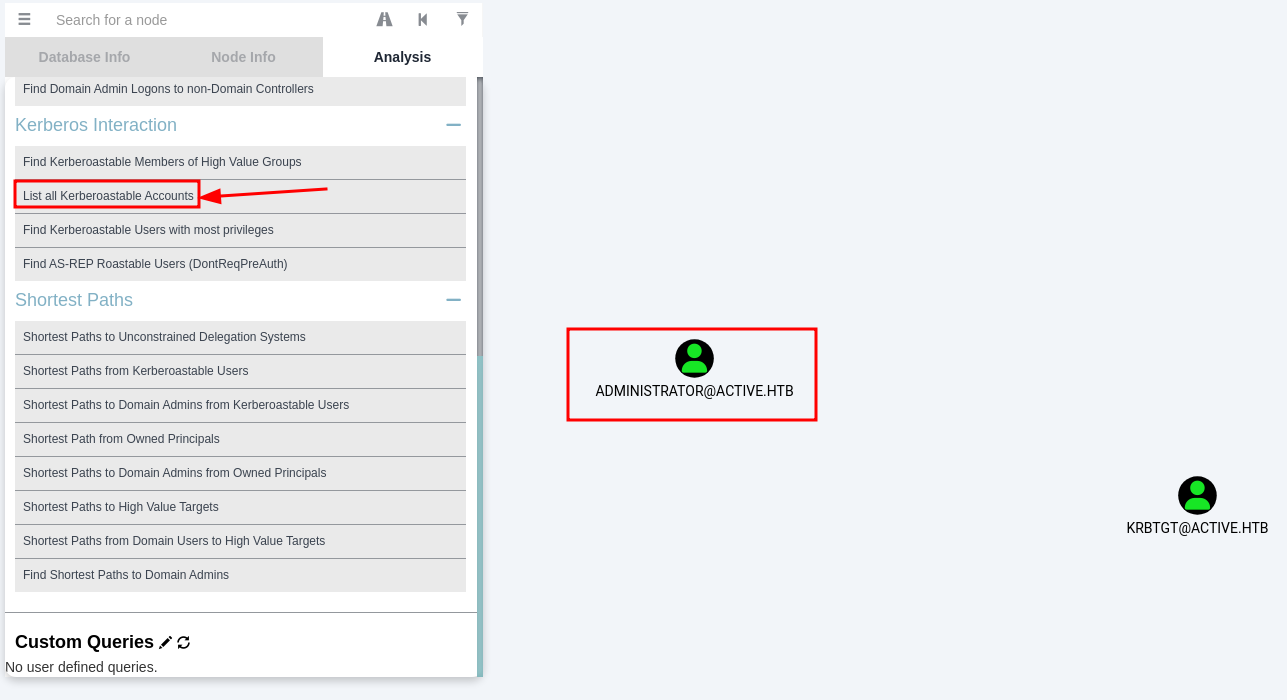 Search for a node
Database Info
Node Info
Analysis
Find Domain Admin Logons to non-Domain Controllers
Kerberos Interaction
Find Kerberoastable Members of High Value Groups
List all Kerberoastable Accounts
Find Kerberoastable Users with most privileges
Find AS-REP Roastable Users (DontReqPreAuth)
Shortest Paths
Shortest Paths to Unconstrained Delegation Systems
Shortest Paths from Kerberoastable Users
Shortest Paths to Domain Admins from Kerberoastable Users
Shortest Path from Owned Principals
Shortest Paths to Domain Admins from Owned Principals
Shortest Paths to High Value Targets
Shortest Paths from Domain Users to High Value Targets
Find Shortest Paths to Domain Admins
Custom Queries
No user defined queries.
ADMINISTRATOR@ACTIVE.HTB
KRBTGT@ACTIVE.HTB